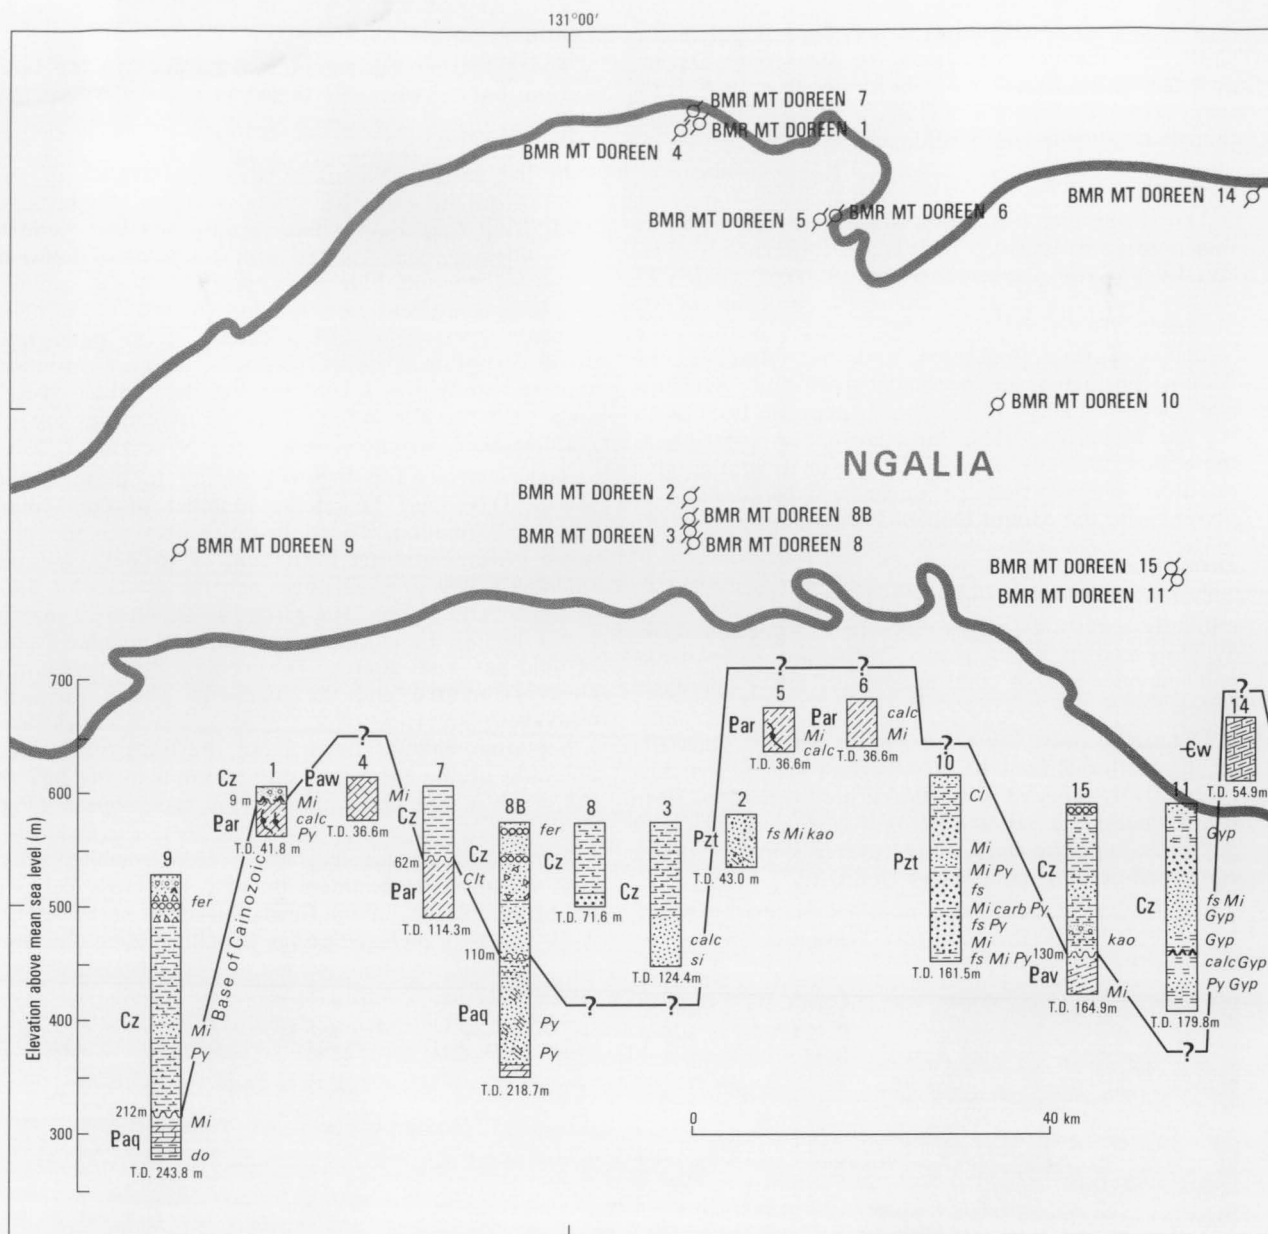 131°00'
BMR MT DOREEN 7
BMR MT DOREEN 1
BMR MT DOREEN 4
BMR MT DOREEN 14
BMR MT DOREEN 5
BMR MT DOREEN 6
BMR MT DOREEN 10
NGALIA
BMR MT DOREEN 2
BMR MT DOREEN 8B
BMR MT DOREEN 3
BMR MT DOREEN 8
BMR MT DOREEN 9
BMR MT DOREEN 15
BMR MT DOREEN 11
Elevation above mean sea level (m)
700
600
500
400
300
Base of Cainozoic
9
fer
Cz
Mi
Py
212m
Mi
P̲aq
do
T.D. 243.8 m
1
Cz
9 m
Mi
calc
Par
Py
T.D. 41.8 m
?
4
P̲aw
Mi
T.D. 36.6m
7
Cz
62m
Clt
Par
T.D. 114.3m
8B
fer
Cz
110m
P̲aq
Py
Py
T.D. 218.7m
8
Cz
T.D. 71.6 m
?
3
Cz
calc
si
T.D. 124.4m
?
2
Pzt
fs Mi kao
T.D. 43.0 m
?
5
P̲ar
Mi
calc
T.D. 36.6m
?
6
P̲ar
calc
Mi
T.D. 36.6m
?
10
Cl
Mi
Pzt
Mi Py
fs
Mi carb Py
fs Py
Mi
fs Mi Py
T.D. 161.5m
15
Cz
kao
130m
P̲av
Mi
T.D. 164.9m
11
Gyp
Cz
fs Mi
Gyp
Gyp
calc Gyp
Py Gyp
T.D. 179.8m
?
?
14
Ꞓw
T.D. 54.9m
0 40 km